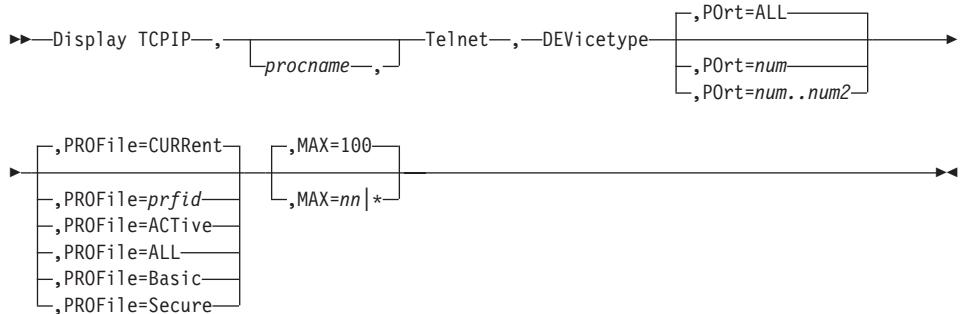 ,POrt=ALL
Display TCPIP , Telnet , DEVicetype
procname ,
,POrt=num
,POrt=num..num2
,PROFile=CURRent ,MAX=100
,PROFile=prfid ,MAX=nn|*
,PROFile=ACTive
,PROFile=ALL
,PROFile=Basic
,PROFile=Secure